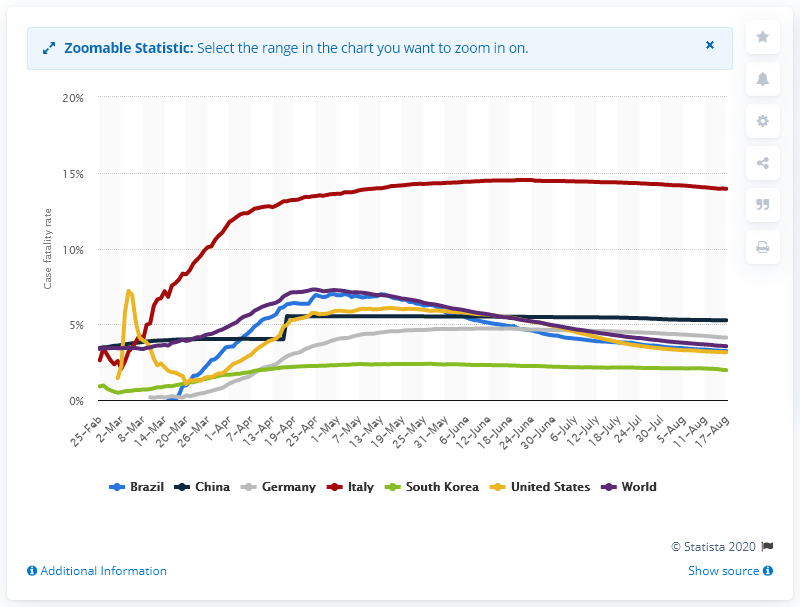 Zoomable Statistic: Select the range in the chart you want to zoom in on.
20%
15%
10%
5%
0%
Case fatality rate
25-Feb
2-Mar
8-Mar
14-Mar
20-Mar
26-Mar
1-Apr
7-Apr
13-Apr
19-Apr
25-Apr
1-May
7-May
13-May
19-May
25-May
31-May
6-June
12-June
18-June
24-June
30-June
6-July
12-July
18-July
24-Jul
30-Jul
5-Aug
11-Aug
17-Aug
Brazil China Germany Italy South Korea United States World
© Statista 2020
Additional Information Show source